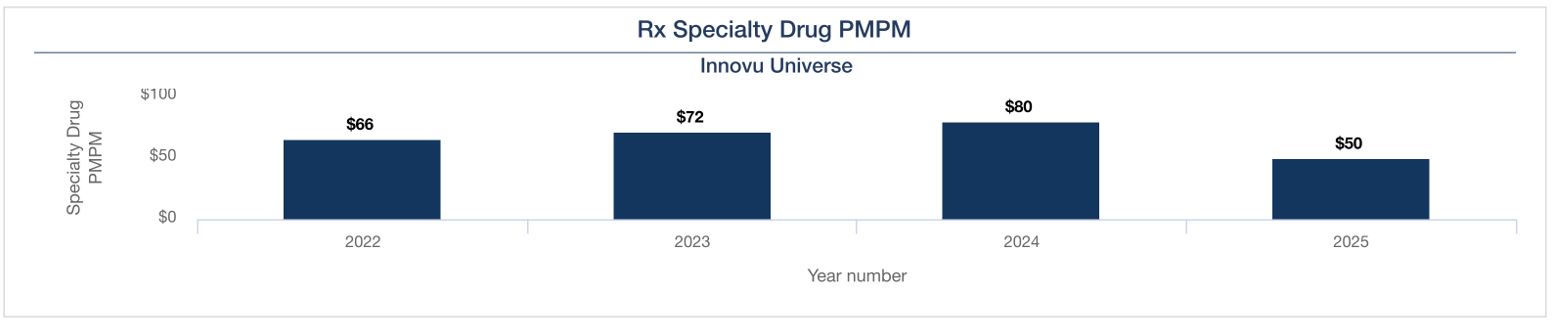 Rx Specialty Drug PMPM
Innovu Universe
Specialty Drug
PMPM
$100
$50
$0
$66
$72
$80
$50
2022
2023
2024
2025
Year number